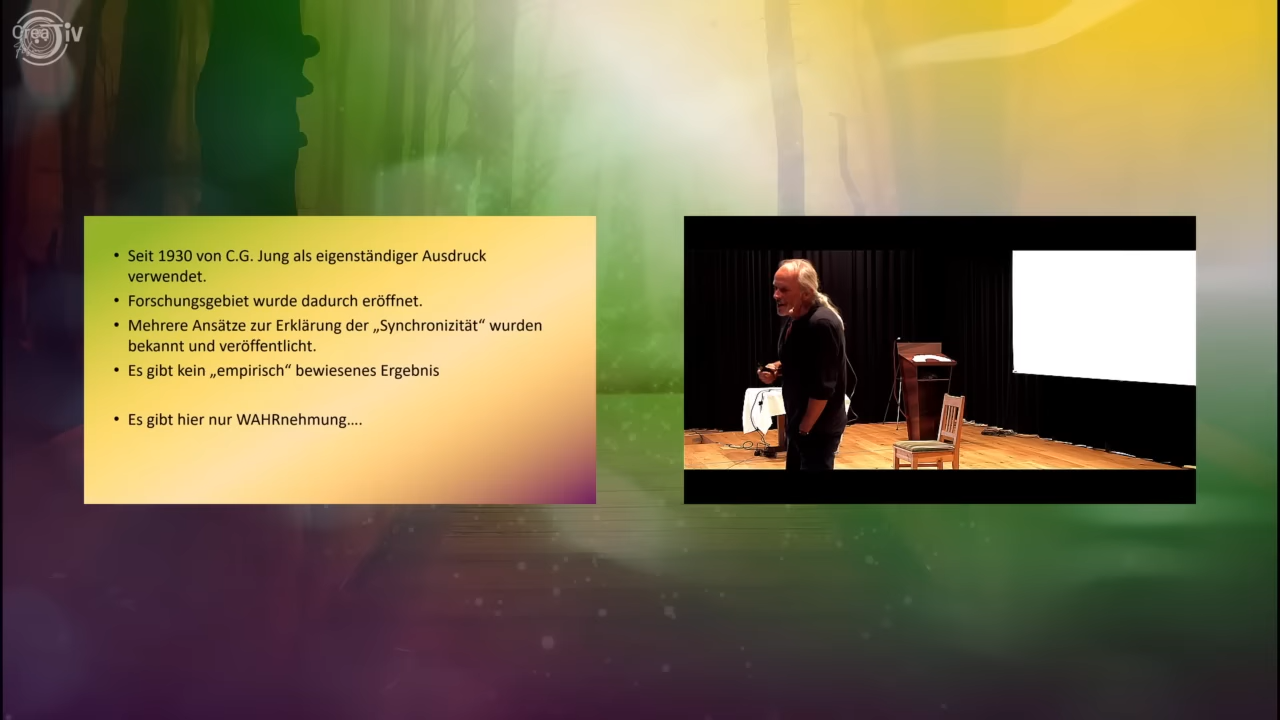 CreaTiv
• Seit 1930 von C.G. Jung als eigenständiger Ausdruck
verwendet.
• Forschungsgebiet wurde dadurch eröffnet.
• Mehrere Ansätze zur Erklärung der „Synchronizität“ wurden
bekannt und veröffentlicht.
• Es gibt kein „empirisch“ bewiesenes Ergebnis
• Es gibt hier nur WAHRnehmung....